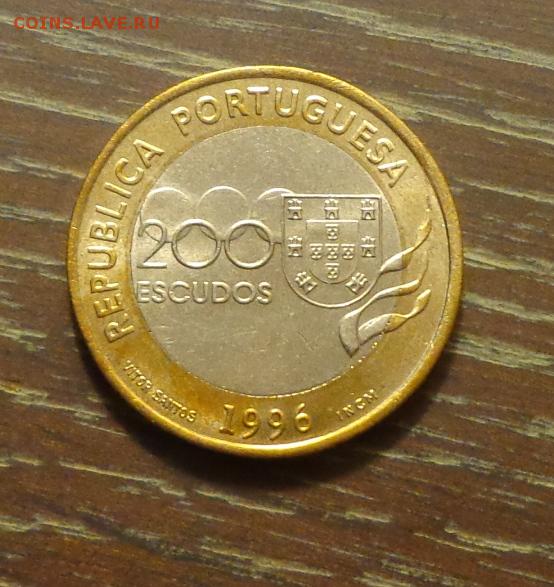 COINS.LAVE.RU
REPUBLICA PORTUGUESA
200
ESCUDOS
VITOR SANTOS
1996
INCM